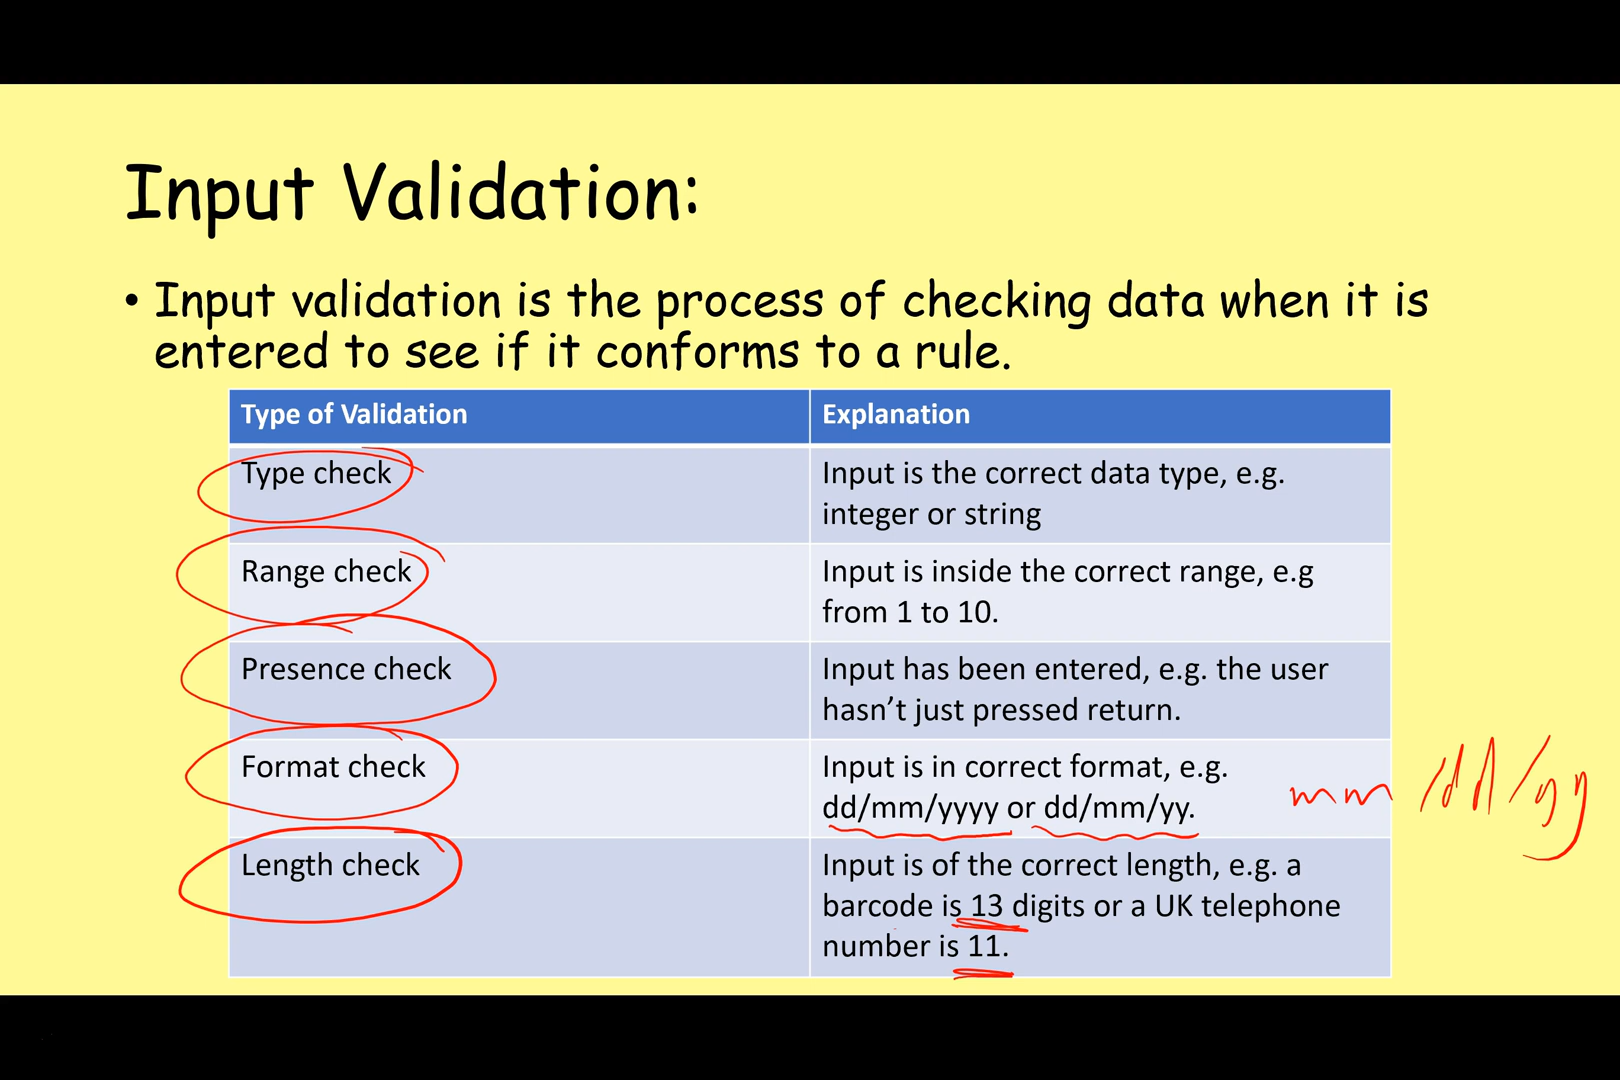 Input Validation:
• Input validation is the process of checking data when it is
entered to see if it conforms to a rule.
Type of Validation
Explanation
Type check
Input is the correct data type, e.g.
integer or string
Range check
Input is inside the correct range, e.g
from 1 to 10.
Presence check
Input has been entered, e.g. the user
hasn’t just pressed return.
Format check
Input is in correct format, e.g.
dd/mm/yyyy or dd/mm/yy.
mm/dd/yy
Length check
Input is of the correct length, e.g. a
barcode is 13 digits or a UK telephone
number is 11.